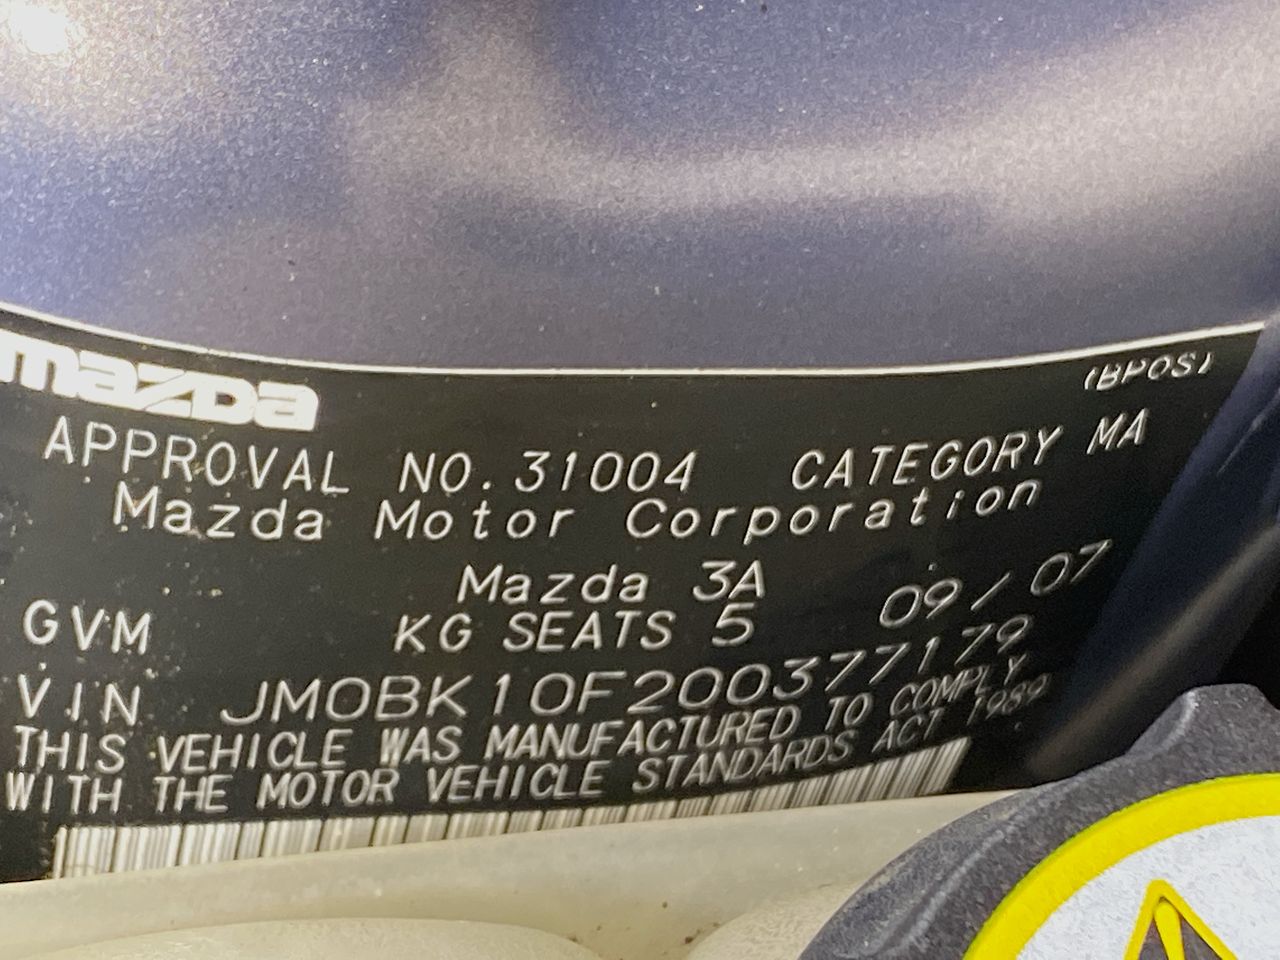 mazda
(BP0S)
APPROVAL NO.31004 CATEGORY MA
Mazda Motor Corporation
Mazda 3A
GVM KG SEATS 5 09/07
VIN JM0BK10F200377179
THIS VEHICLE WAS MANUFACTURED TO COMPLY
WITH THE MOTOR VEHICLE STANDARDS ACT 1989